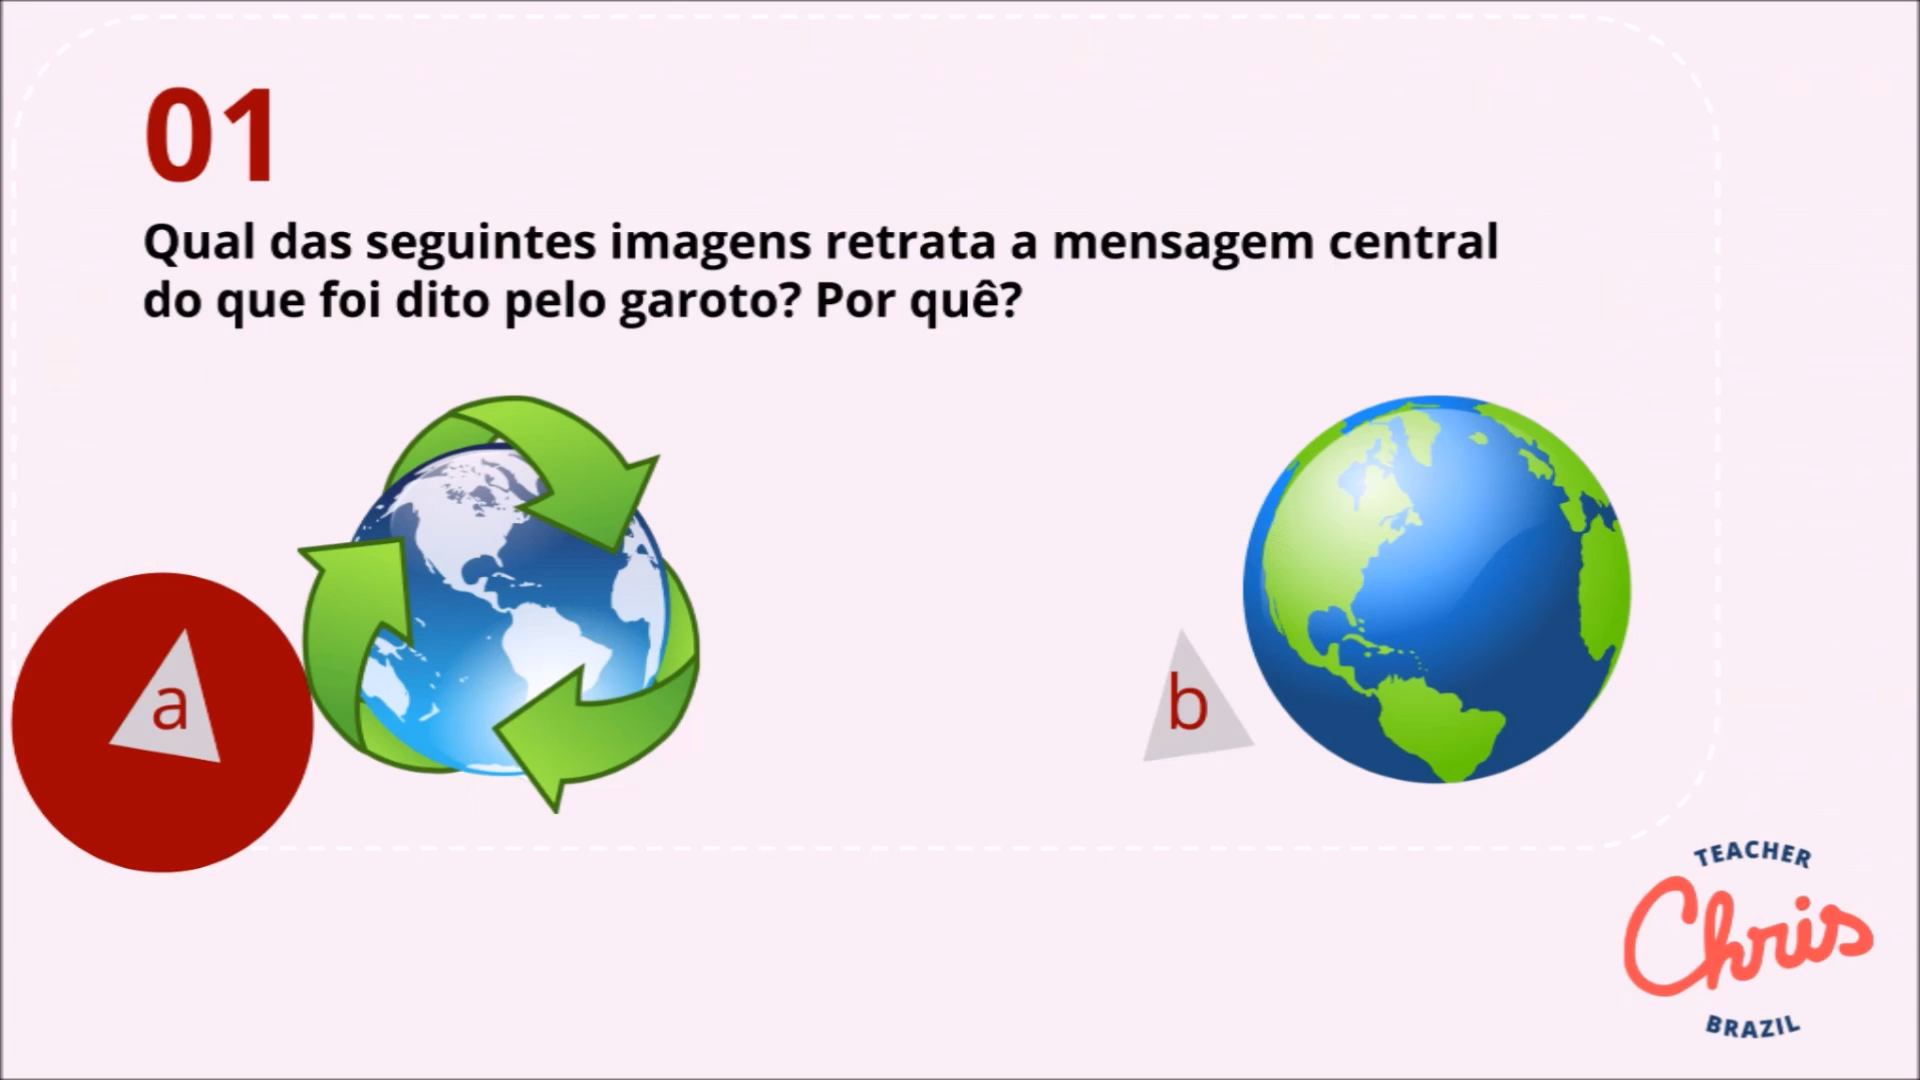 01
Qual das seguintes imagens retrata a mensagem central
do que foi dito pelo garoto? Por quê?
a
b
TEACHER
Chris
BRAZIL